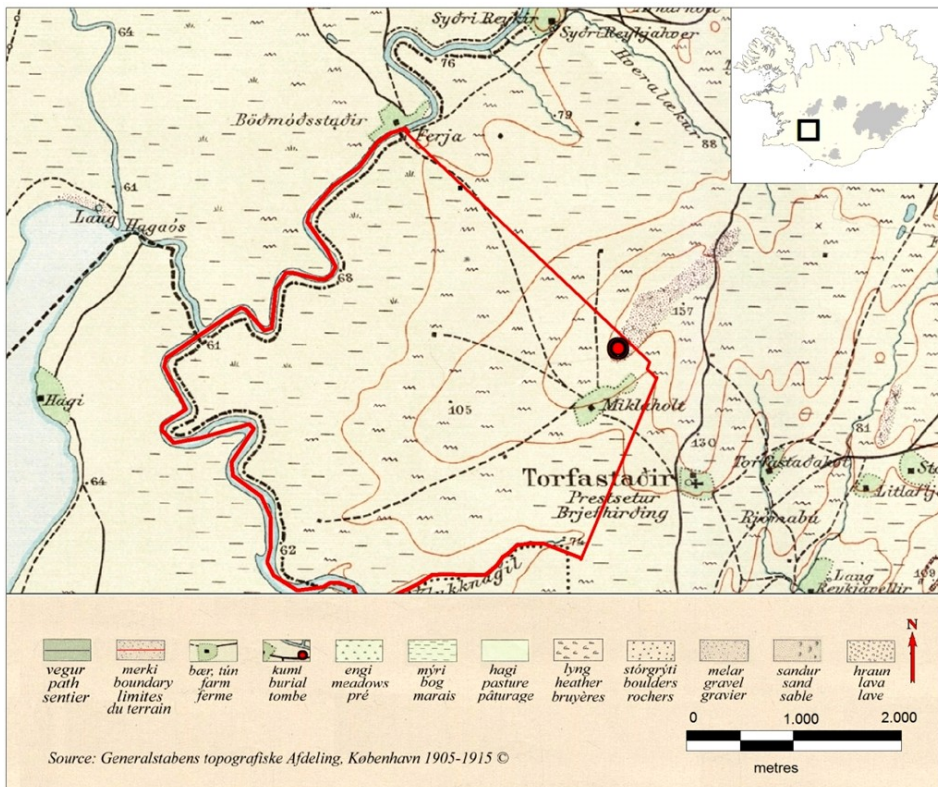 64
Syðri Reykir
Syðri Reykjahver
76
Hveralækur
79
88
Böðmóðsstaðir
Ferja
61
Laug
Hagaós
68
61
157
Hagi
105
Miklaholt
81
130
Torfastaðir
Prestsetur
Brjefhirding
Torfastaðakot
Rjómabú
64
62
74
Klukknagil
Laug
Reykjavellir
109
N
vegur
path
sentier
merki
boundary
limites
du terrain
bær, tún
farm
ferme
kuml
burial
tombe
engi
meadows
pré
mýri
bog
marais
hagi
pasture
pâturage
lyng
heather
bruyères
stórgrýti
boulders
rochers
melar
gravel
gravier
sandur
sand
sable
hraun
lava
lave
0 1.000 2.000
metres
Source: Generalstabens topografiske Afdeling, København 1905-1915 ©